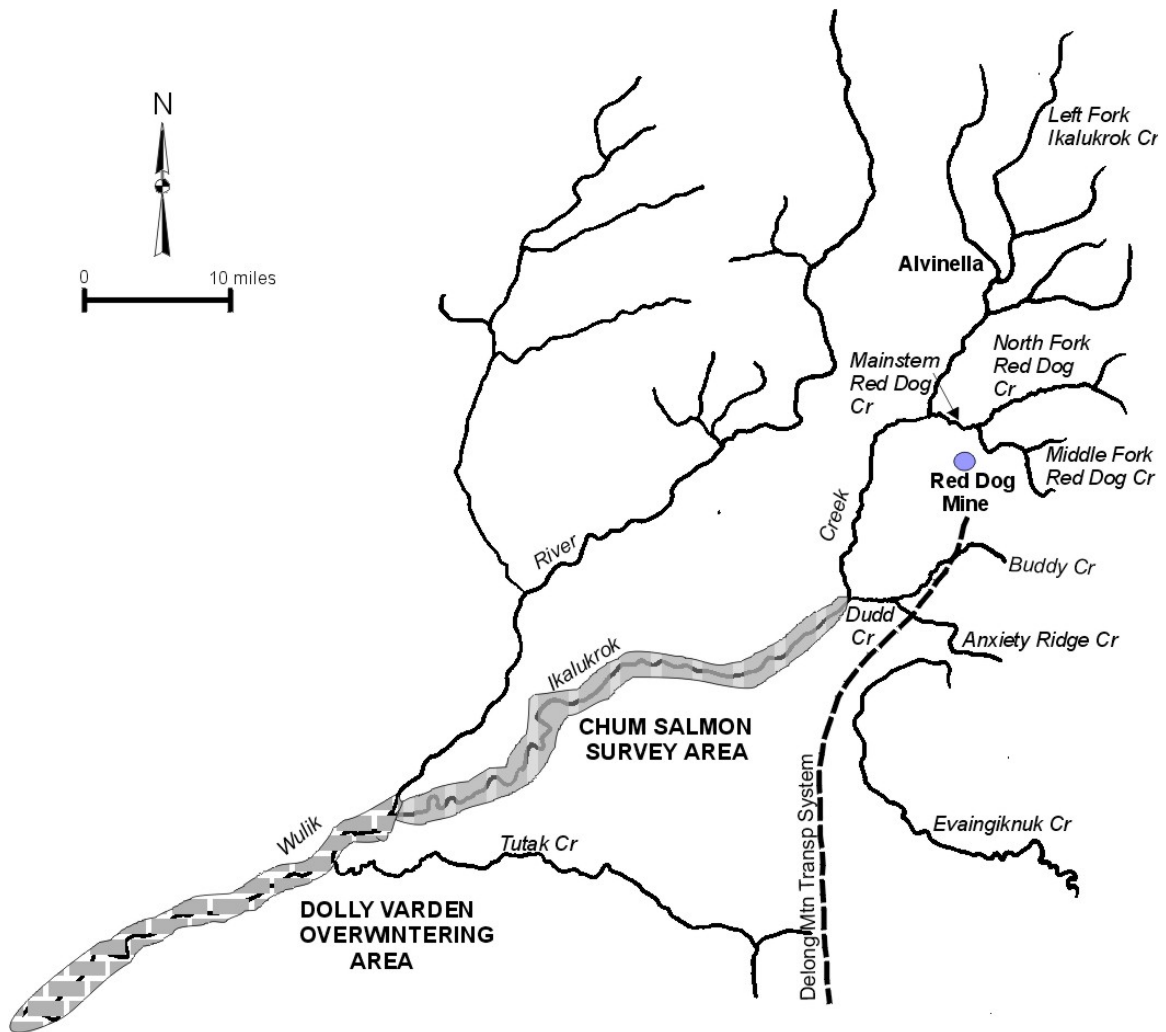 N
0 10 miles
Left Fork
Ikalukrok Cr
Alvinella
North Fork
Red Dog
Cr
Mainstem
Red Dog
Cr
Middle Fork
Red Dog Cr
Red Dog
Mine
Creek
River
Buddy Cr
Dudd
Cr
Anxiety Ridge Cr
Ikalukrok
CHUM SALMON
SURVEY AREA
Delong Mtn Transp System
Evaingiknuk Cr
Wulik
Tutak Cr
DOLLY VARDEN
OVERWINTERING
AREA